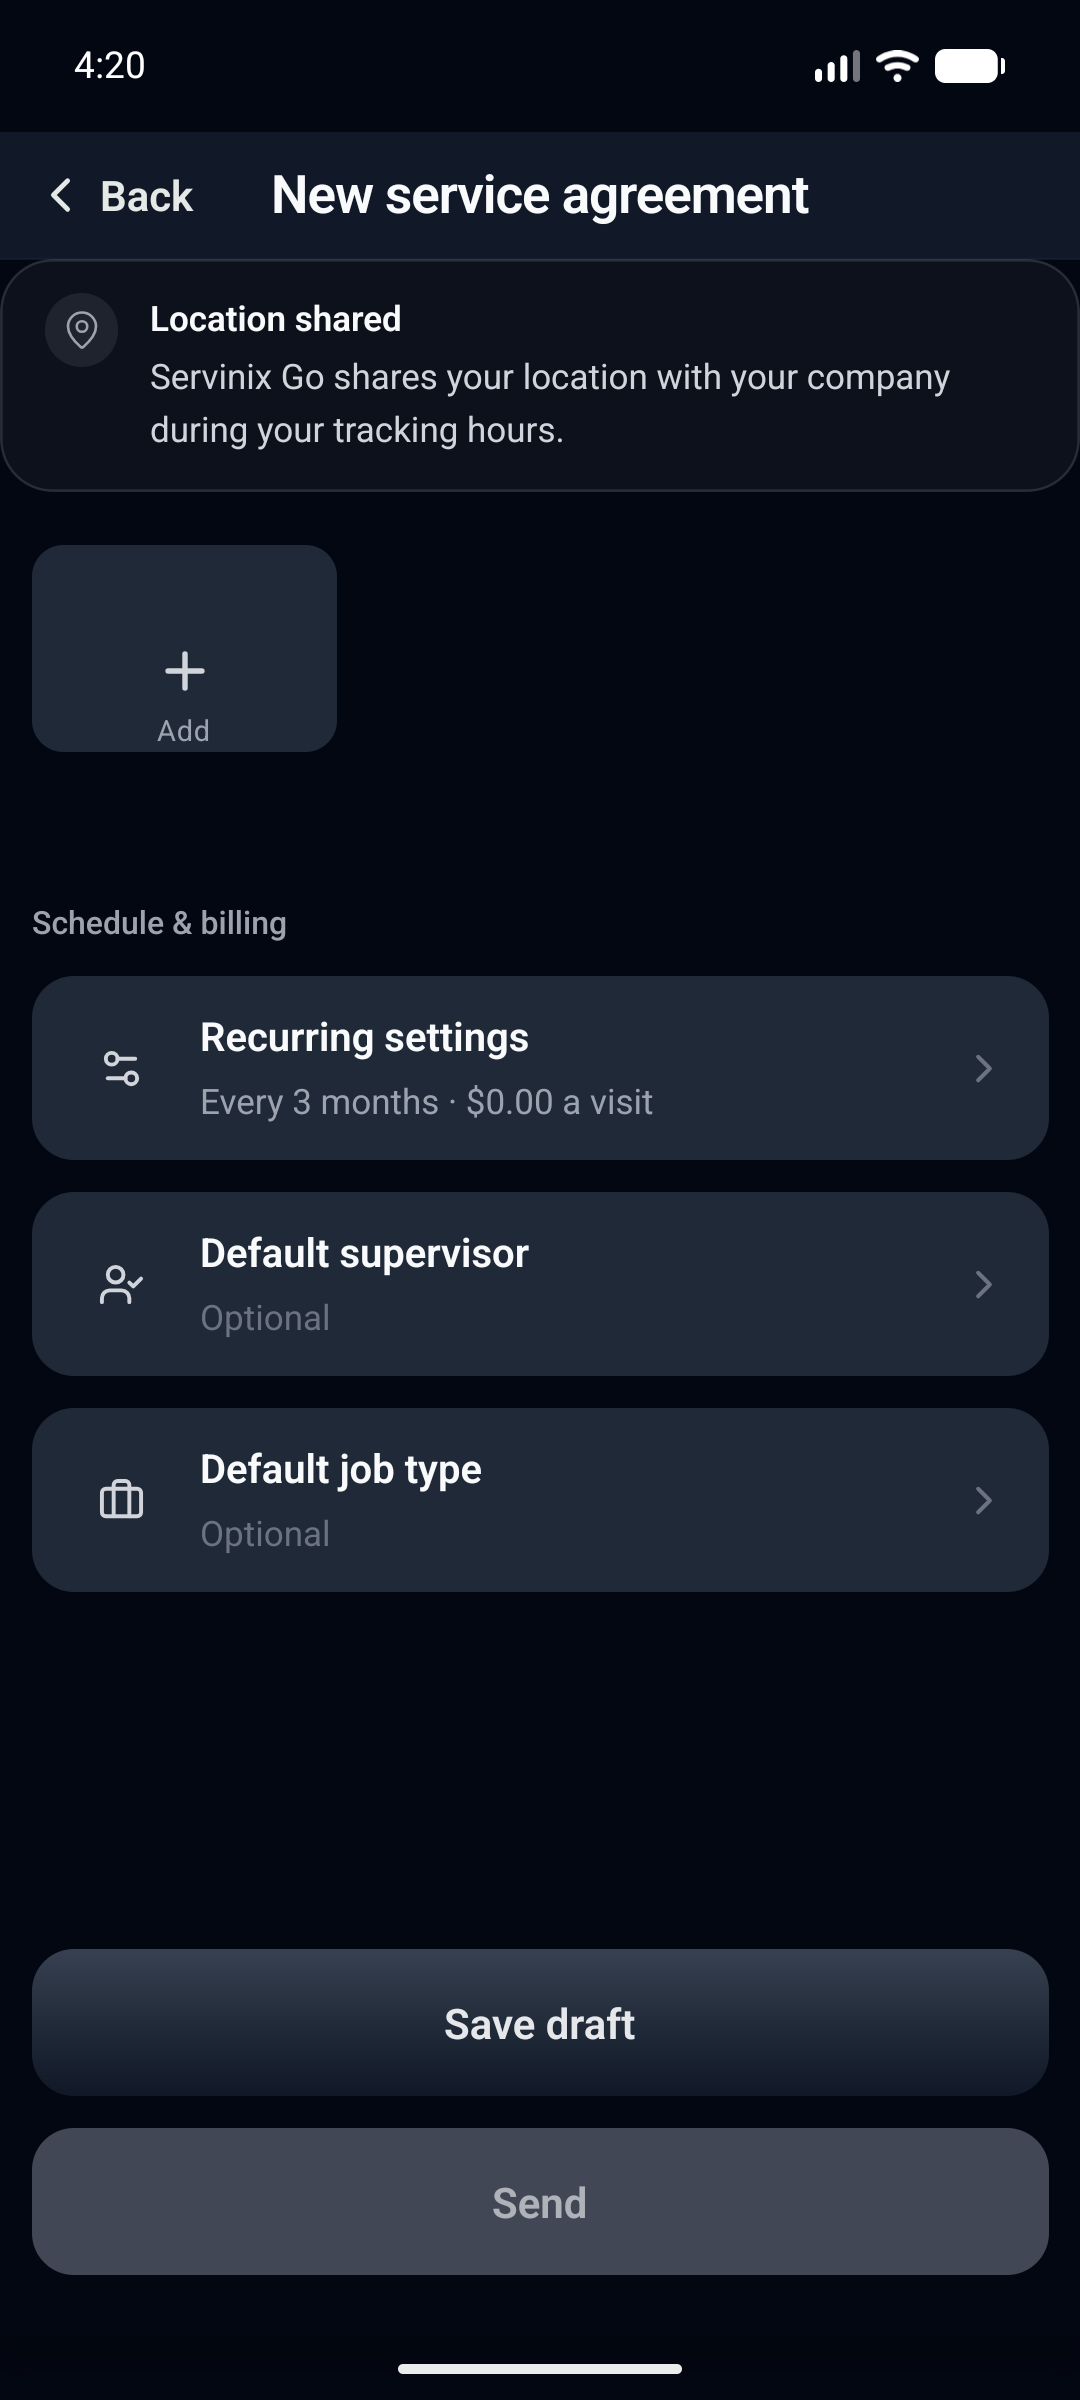 4:20
Back
New service agreement
Location shared
Servinix Go shares your location with your company
during your tracking hours.
Add
Schedule & billing
Recurring settings
Every 3 months · $0.00 a visit
Default supervisor
Optional
Default job type
Optional
Save draft
Send